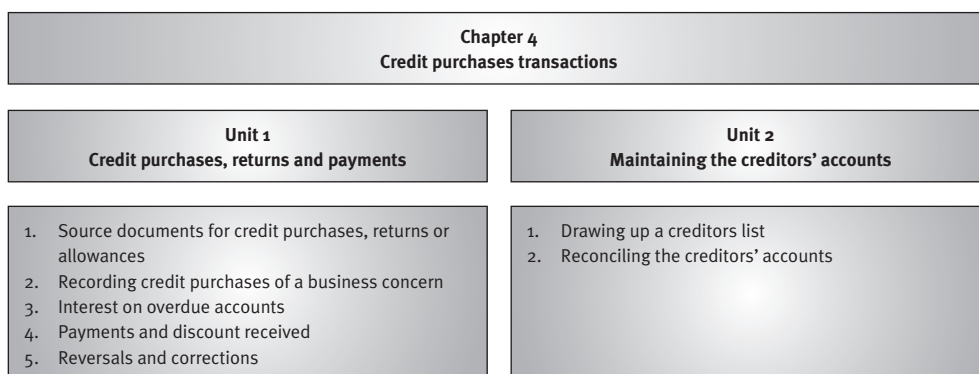 Chapter 4
Credit purchases transactions
Unit 1
Credit purchases, returns and payments
1. Source documents for credit purchases, returns or
allowances
2. Recording credit purchases of a business concern
3. Interest on overdue accounts
4. Payments and discount received
5. Reversals and corrections
Unit 2
Maintaining the creditors’ accounts
1. Drawing up a creditors list
2. Reconciling the creditors’ accounts